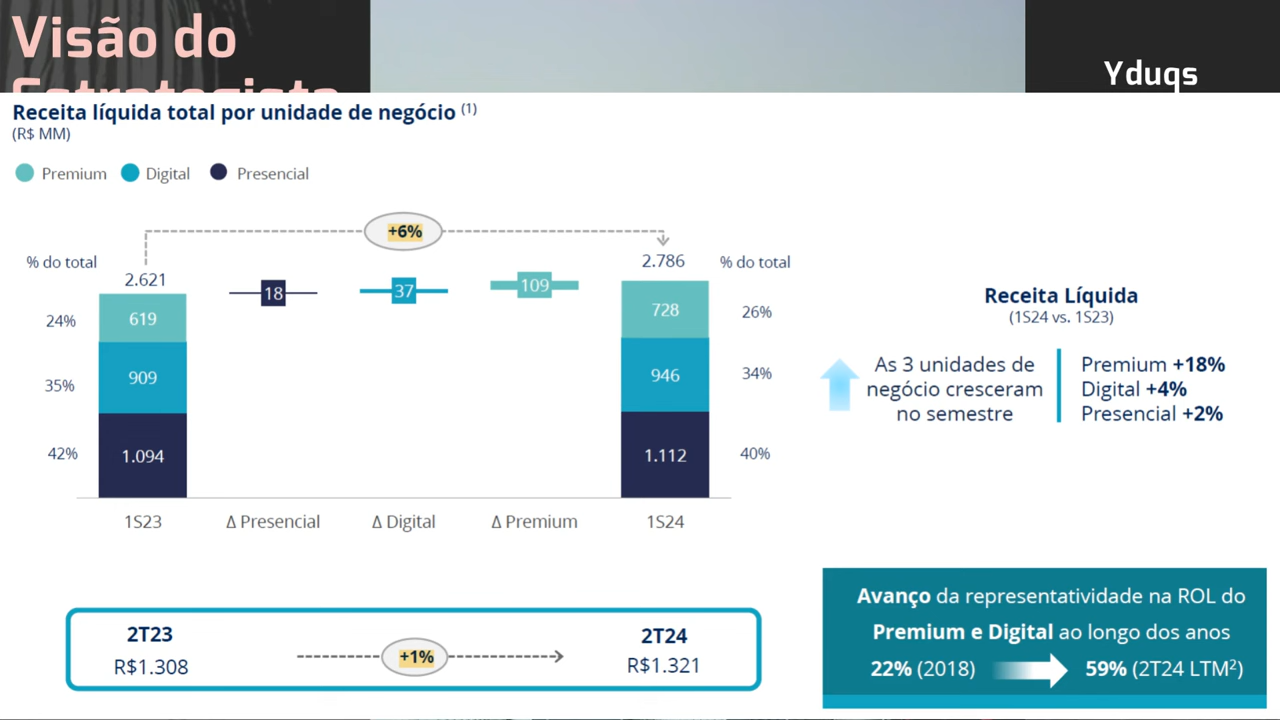 Visão do
Estrategista
Yduqs
Receita líquida total por unidade de negócio (1)
(R$ MM)
Premium Digital Presencial
+6%
% do total 2.621 2.786 % do total
18 37 109
24% 619 728 26%
35% 909 946 34%
42% 1.094 1.112 40%
1S23 Δ Presencial Δ Digital Δ Premium 1S24
Receita Líquida
(1S24 vs. 1S23)
As 3 unidades de
negócio cresceram
no semestre
Premium +18%
Digital +4%
Presencial +2%
2T23 2T24
R$1.308 +1% R$1.321
Avanço da representatividade na ROL do
Premium e Digital ao longo dos anos
22% (2018) 59% (2T24 LTM²)